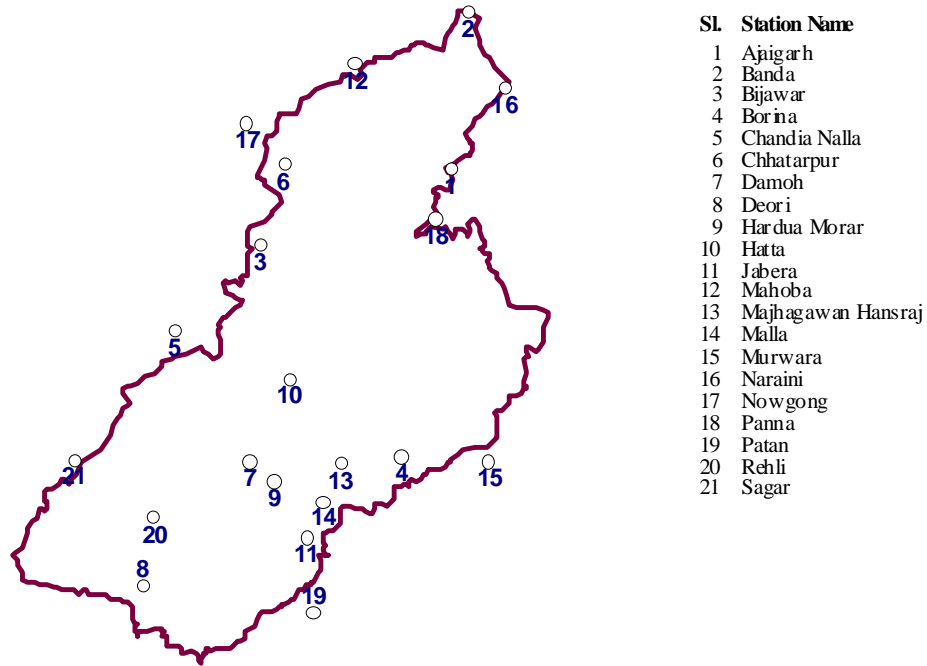 2
12
16
17
6
1
18
3
5
10
21
7
13
4
15
9
14
20
11
8
19
Sl. Station Name
1 Ajaigarh
2 Banda
3 Bijawar
4 Borina
5 Chandia Nalla
6 Chhatarpur
7 Damoh
8 Deori
9 Hardua Morar
10 Hatta
11 Jabera
12 Mahoba
13 Majhagawan Hansraj
14 Malla
15 Murwara
16 Naraini
17 Nowgong
18 Panna
19 Patan
20 Rehli
21 Sagar